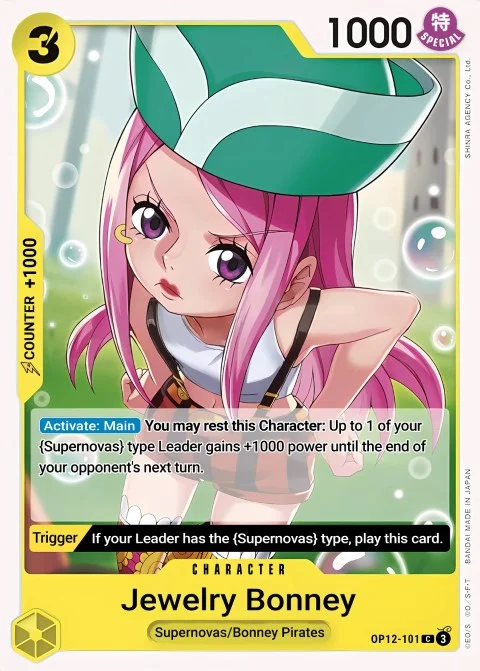 3
1000
特
SPECIAL
SHINRA AGENCY Co., Ltd.
COUNTER +1000
Activate: Main You may rest this Character: Up to 1 of your
{Supernovas} type Leader gains +1000 power until the end of
your opponent's next turn.
Trigger If your Leader has the {Supernovas} type, play this card.
CHARACTER
Jewelry Bonney
Supernovas/Bonney Pirates
OP12-101 C 3
©E.O/S. ©O/S·F·T BANDAI MADE IN JAPAN